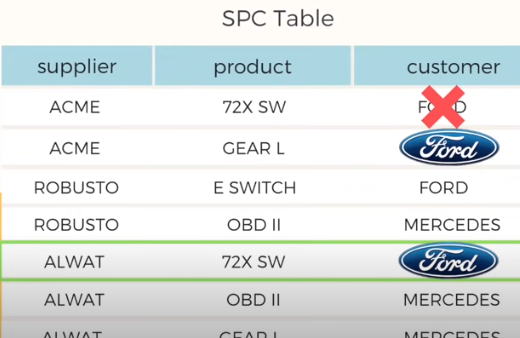 SPC Table
supplier product customer
ACME 72X SW FORD
ACME GEAR L Ford
ROBUSTO E SWITCH FORD
ROBUSTO OBD II MERCEDES
ALWAT 72X SW Ford
ALWAT OBD II MERCEDES
ALWAT GEAR L MERCEDES